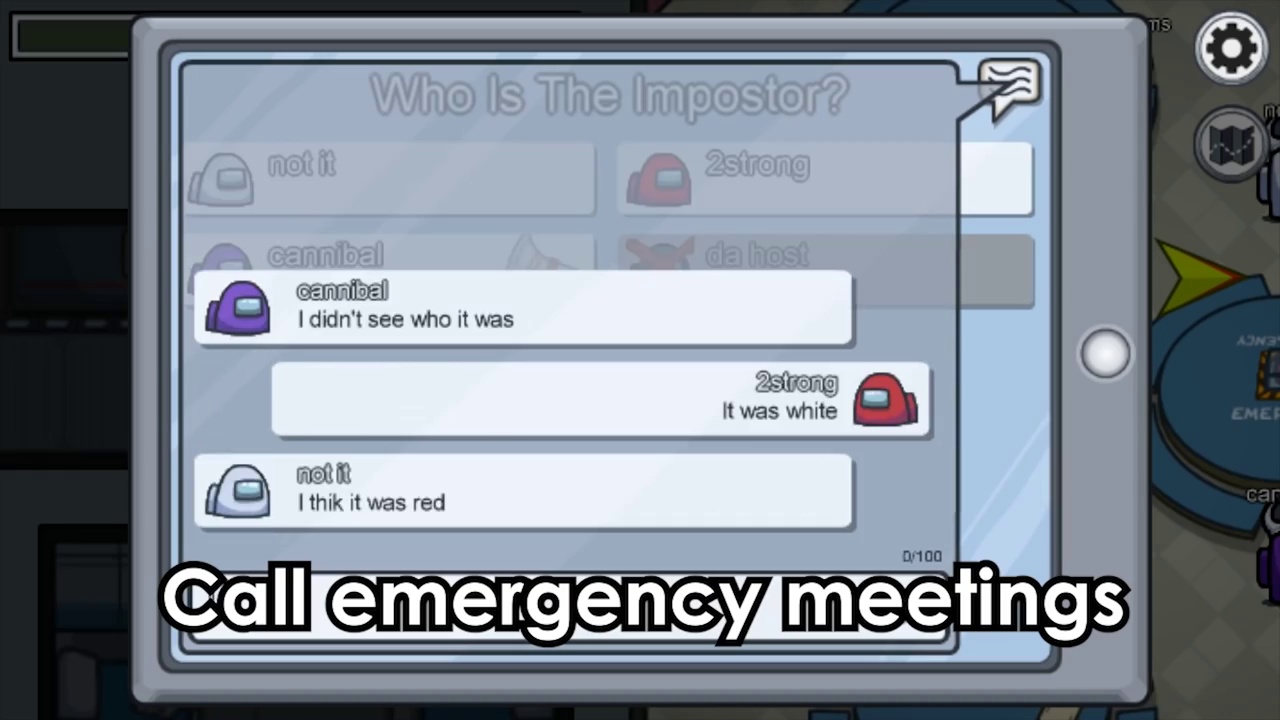 Who Is The Impostor?
not it
2strong
cannibal
da host
cannibal
I didn't see who it was
2strong
It was white
not it
I thik it was red
0/100
Call emergency meetings